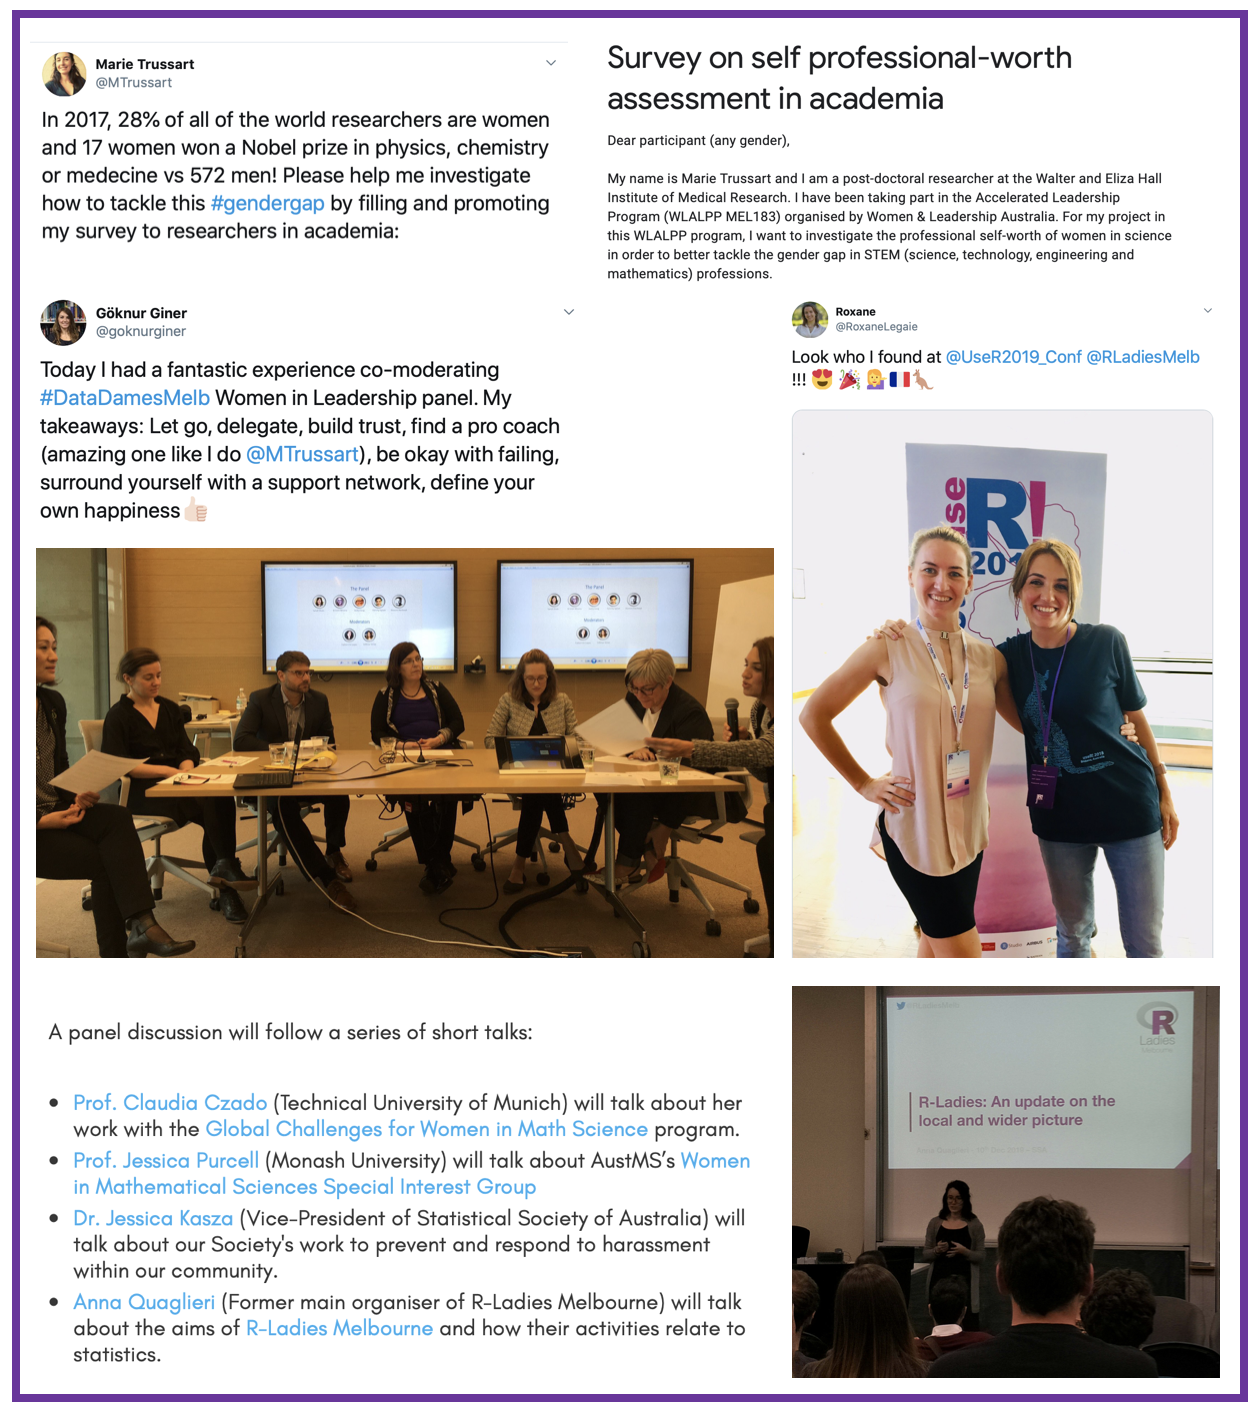 Marie Trussart
@MTrussart
In 2017, 28% of all of the world researchers are women
and 17 women won a Nobel prize in physics, chemistry
or medecine vs 572 men! Please help me investigate
how to tackle this #gendergap by filling and promoting
my survey to researchers in academia:
Survey on self professional-worth
assessment in academia
Dear participant (any gender),
My name is Marie Trussart and I am a post-doctoral researcher at the Walter and Eliza Hall
Institute of Medical Research. I have been taking part in the Accelerated Leadership
Program (WLALPP MEL183) organised by Women & Leadership Australia. For my project in
this WLALPP program, I want to investigate the professional self-worth of women in science
in order to better tackle the gender gap in STEM (science, technology, engineering and
mathematics) professions.
Göknur Giner
@goknurginer
Today I had a fantastic experience co-moderating
#DataDamesMelb Women in Leadership panel. My
takeaways: Let go, delegate, build trust, find a pro coach
(amazing one like I do @MTrussart), be okay with failing,
surround yourself with a support network, define your
own happiness👍🏻
The Panel
Moderators
The Panel
Moderators
Roxane
@RoxaneLegaie
Look who I found at @UseR2019_Conf @RLadiesMelb
!!! 😍 🎉 💁🇫🇷🦘
use
R!
201
AIRBUS
A panel discussion will follow a series of short talks:
• Prof. Claudia Czado (Technical University of Munich) will talk about her
work with the Global Challenges for Women in Math Science program.
• Prof. Jessica Purcell (Monash University) will talk about AustMS’s Women
in Mathematical Sciences Special Interest Group
• Dr. Jessica Kasza (Vice-President of Statistical Society of Australia) will
talk about our Society's work to prevent and respond to harassment
within our community.
• Anna Quaglieri (Former main organiser of R-Ladies Melbourne) will talk
about the aims of R-Ladies Melbourne and how their activities relate to
statistics.
R
Ladies
Melbourne
R-Ladies: An update on the
local and wider picture